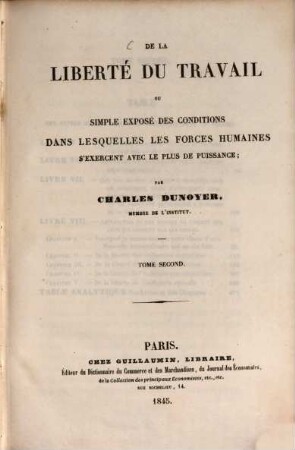 DE LA
LIBERTÉ DU TRAVAIL
OU
SIMPLE EXPOSÉ DES CONDITIONS
DANS LESQUELLES LES FORCES HUMAINES
S'EXERCENT AVEC LE PLUS DE PUISSANCE;
PAR
CHARLES DUNOYER,
MEMBRE DE L'INSTITUT.
TOME SECOND.
PARIS.
CHEZ GUILLAUMIN, LIBRAIRE,
Éditeur du Dictionnaire du Commerce et des Marchandises, du Journal des Économistes,
de la Collection des principaux Économistes, etc., etc.
RUE RICHELIEU, 14.
1845.